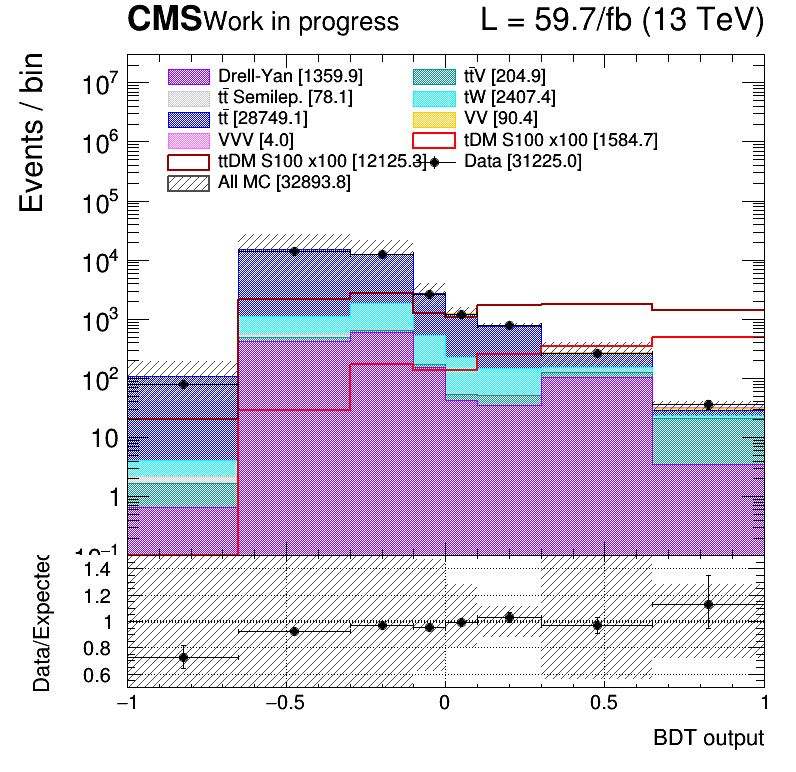 CMS Work in progress L = 59.7/fb (13 TeV)
Events / bin
Drell-Yan [1359.9] tt̄V [204.9]
tt̄ Semilep. [78.1] tW [2407.4]
tt̄ [28749.1] VV [90.4]
VVV [4.0] tDM S100 x100 [1584.7]
ttDM S100 x100 [12125.3] Data [31225.0]
All MC [32893.8]
10⁷
10⁶
10⁵
10⁴
10³
10²
10
1
10⁻¹
Data/Expected
1.4
1.2
1
0.8
0.6
−1 −0.5 0 0.5 1
BDT output